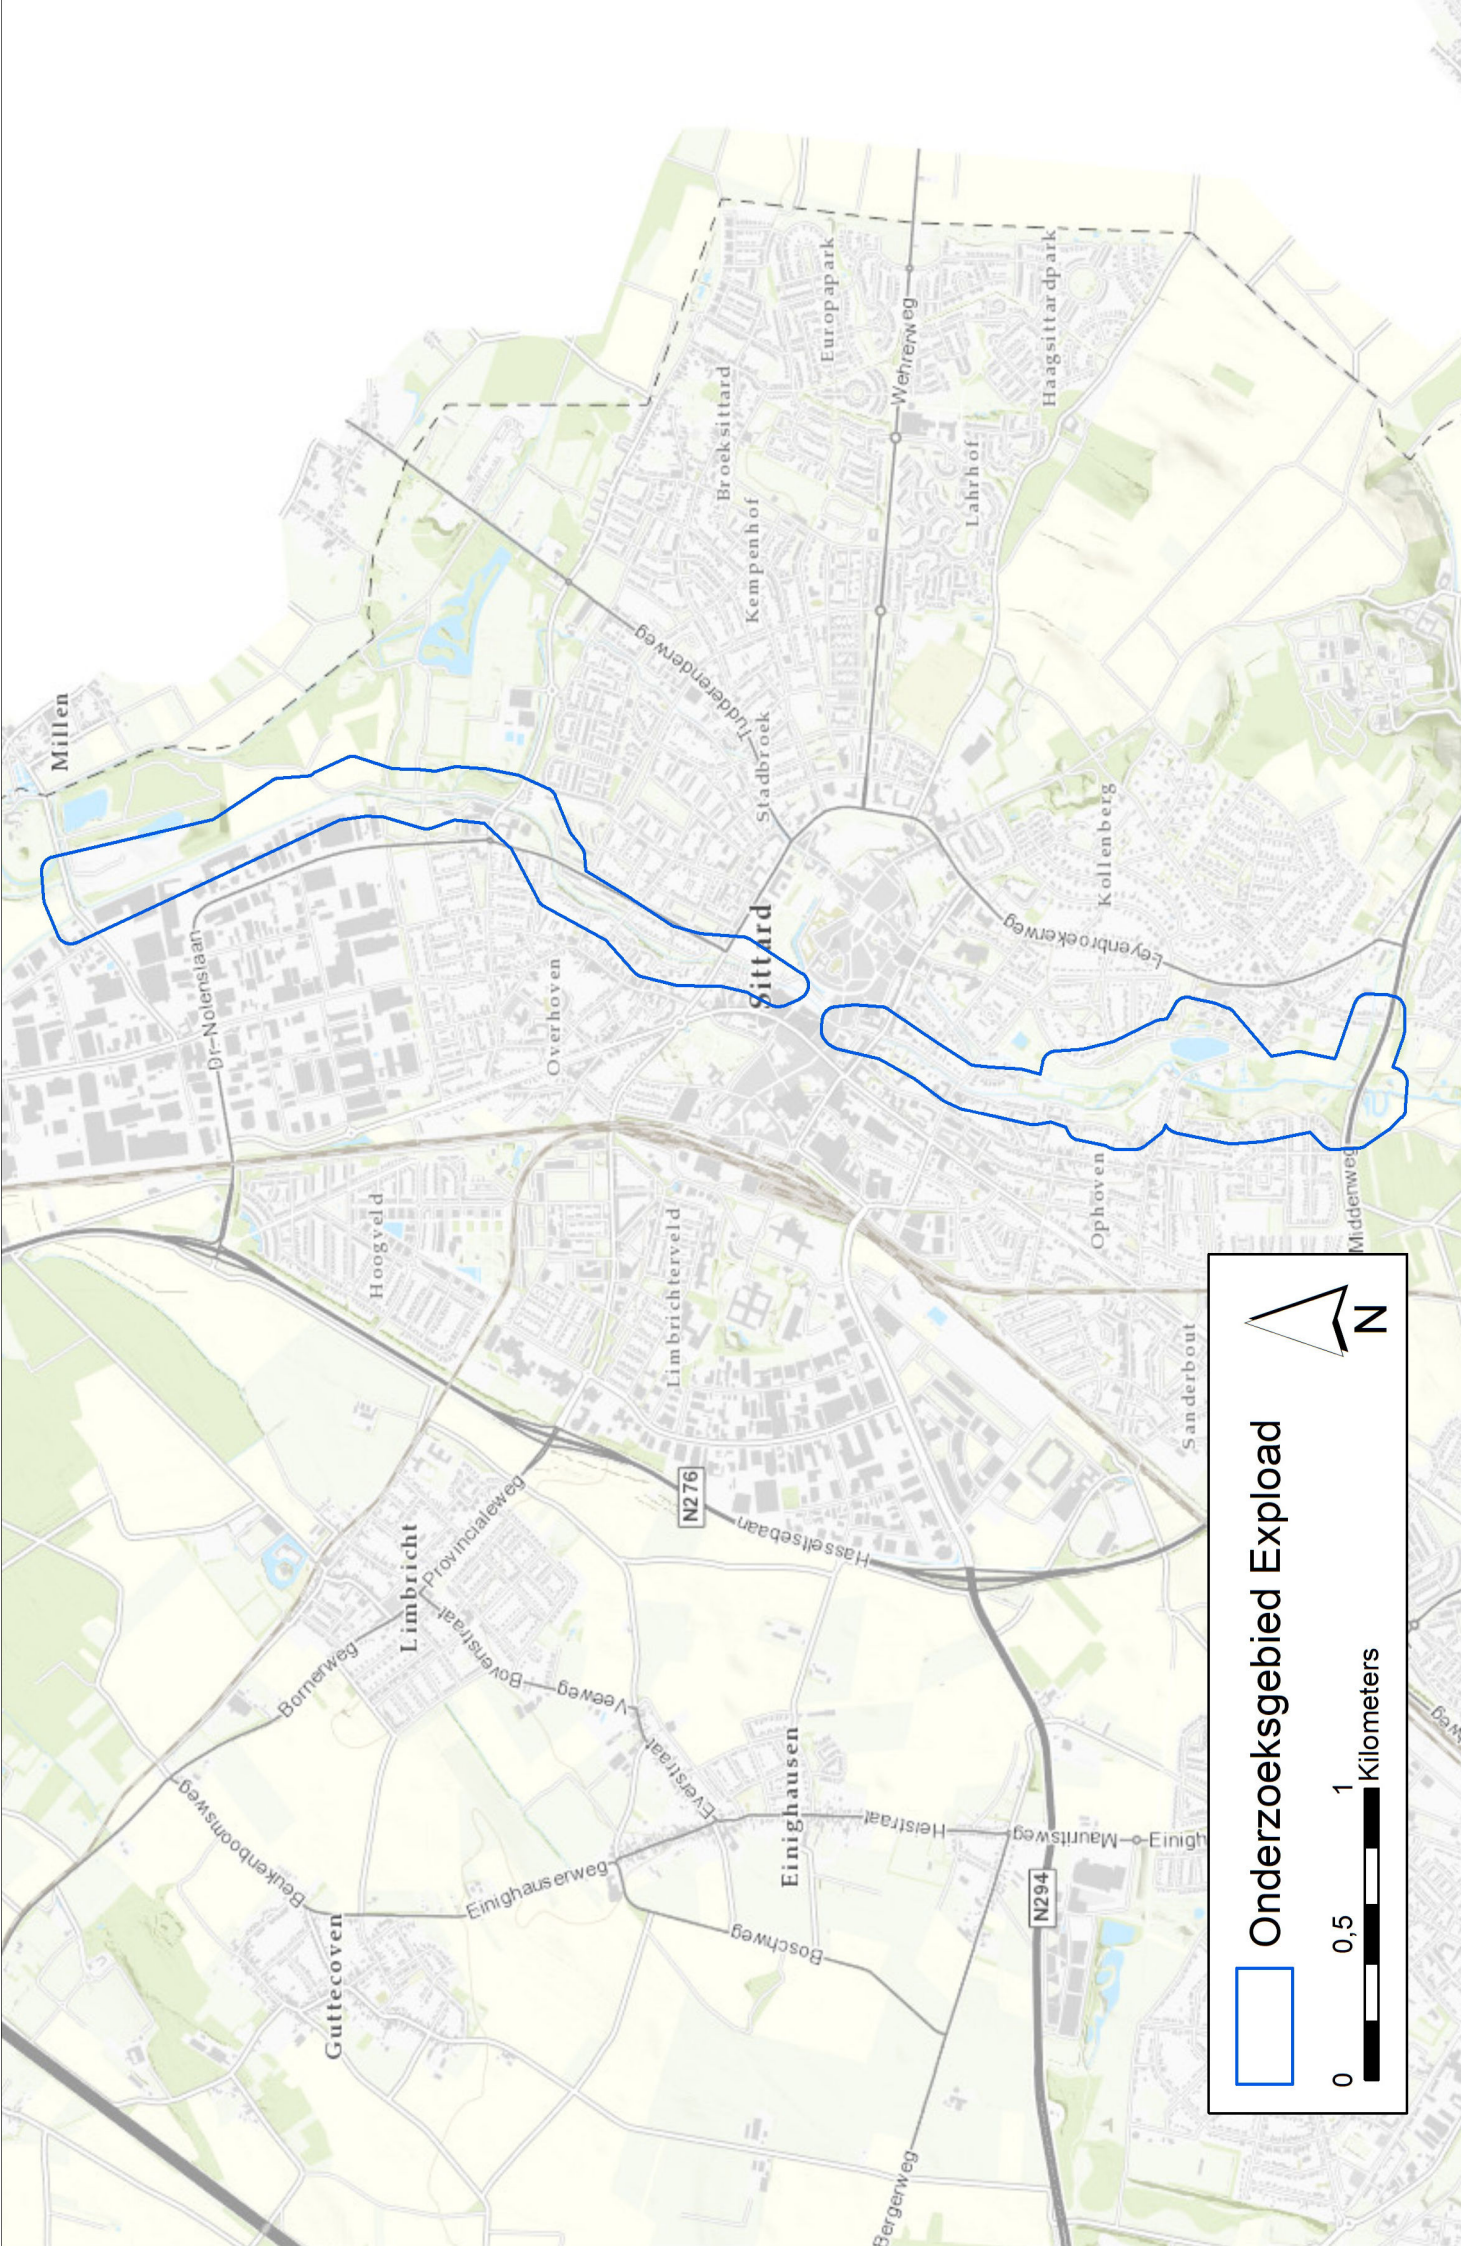 Millen
Dr-Nolenslaan
Overhoven
Hoogveld
Sittard
Stadbroek
Tudderenderweg
Kempenhof
Broeksittard
Europapark
Wehrerweg
Lahrhof
Haagsittardpark
Kollenberg
Leyenbroekerweg
Ophoven
Middenweg
Sanderbout
Limbrichterveld
N276
Hasseltsebaan
Limbricht
Provincialeweg
Bornerweg
Bovenstraat
Veeweg
Everstraat
Einighausen
Heistraat
Mauritsweg
Einigh
N294
Beukenboomsweg
Einighauserweg
Guttecoven
Boschweg
Bergerweg
Onderzoeksgebied Expload
0 0,5 1
Kilometers
N